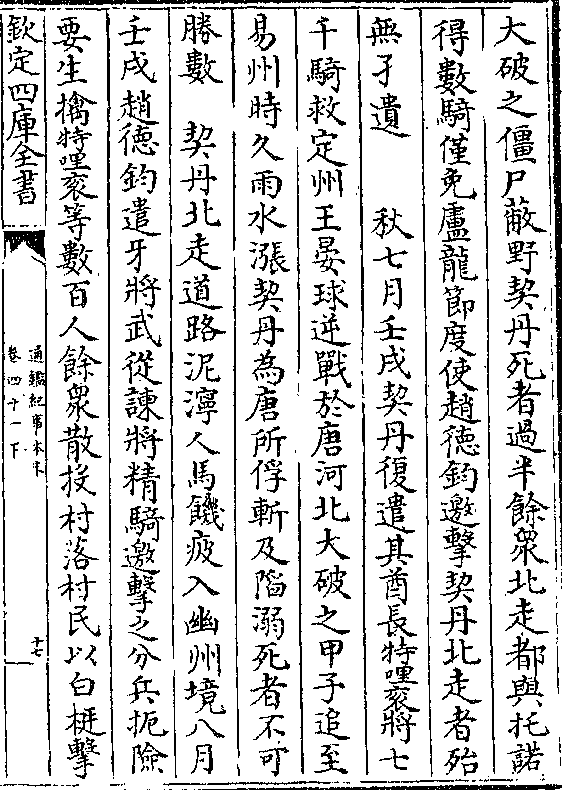 大破之僵尸蔽野契丹死者過半餘衆北走都與托諾
得數騎僅免盧龍節度使趙德鈞邀擊契丹北走者殆
無孑遺　秋七月壬戌契丹復遣其酋長特哩衮將七
千騎救定州王晏球逆戰於唐河北大破之甲子追至
易州時久雨水漲契丹為唐所俘斬及陷溺死者不可
勝數　契丹北走道路泥濘人馬饑疲入幽州境八月
壬戌趙德鈞遣牙將武從諫將精騎邀擊之分兵扼險
要生擒特哩衮等數百人餘衆散投村落村民以白梃擊
欽定四庫全書
通鑑紀事本末
卷四十一下
十七